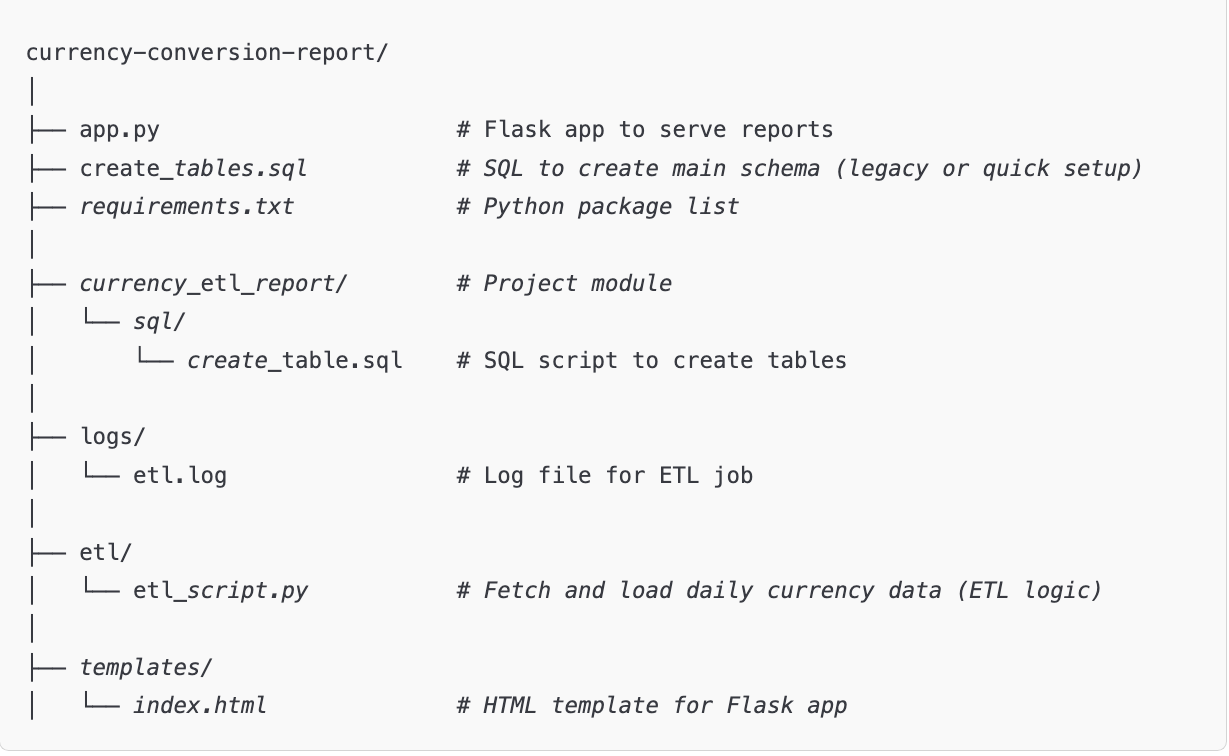 currency-conversion-report/
│
├── app.py                      # Flask app to serve reports
├── create_tables.sql           # SQL to create main schema (legacy or quick setup)
├── requirements.txt            # Python package list
│
├── currency_etl_report/        # Project module
│   └── sql/
│       └── create_table.sql    # SQL script to create tables
│
├── logs/
│   └── etl.log                 # Log file for ETL job
│
├── etl/
│   └── etl_script.py           # Fetch and load daily currency data (ETL logic)
│
├── templates/
│   └── index.html              # HTML template for Flask app